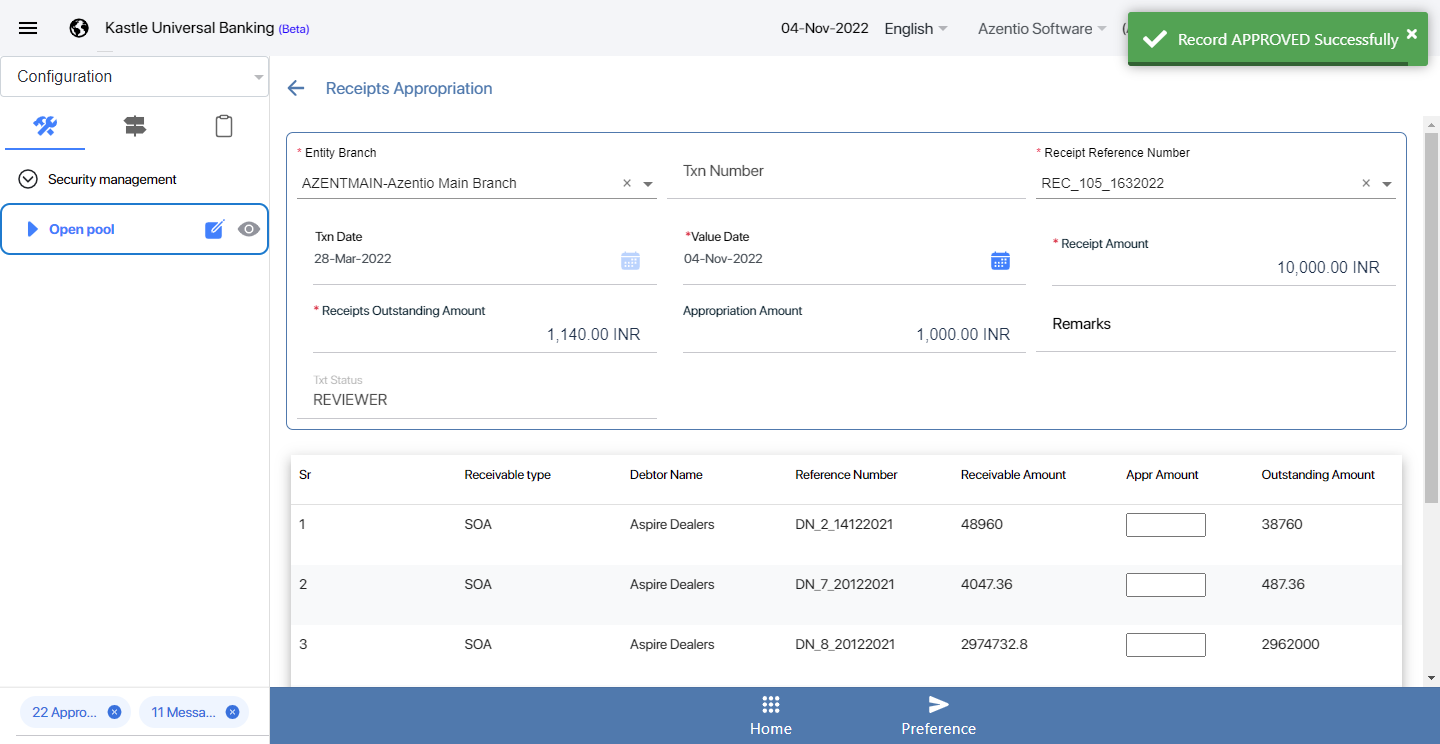 Kastle Universal Banking (Beta)
04-Nov-2022
English
Azentio Software
Record APPROVED Successfully
Configuration
Receipts Appropriation
Security management
Open pool
* Entity Branch
AZENTMAIN-Azentio Main Branch
Txn Number
* Receipt Reference Number
REC_105_1632022
Txn Date
28-Mar-2022
*Value Date
04-Nov-2022
* Receipt Amount
10,000.00 INR
* Receipts Outstanding Amount
1,140.00 INR
Appropriation Amount
1,000.00 INR
Remarks
Txt Status
REVIEWER
Sr Receivable type Debtor Name Reference Number Receivable Amount Appr Amount Outstanding Amount
1 SOA Aspire Dealers DN_2_14122021 48960 38760
2 SOA Aspire Dealers DN_7_20122021 4047.36 487.36
3 SOA Aspire Dealers DN_8_20122021 2974732.8 2962000
22 Appro...
11 Messa...
Home
Preference